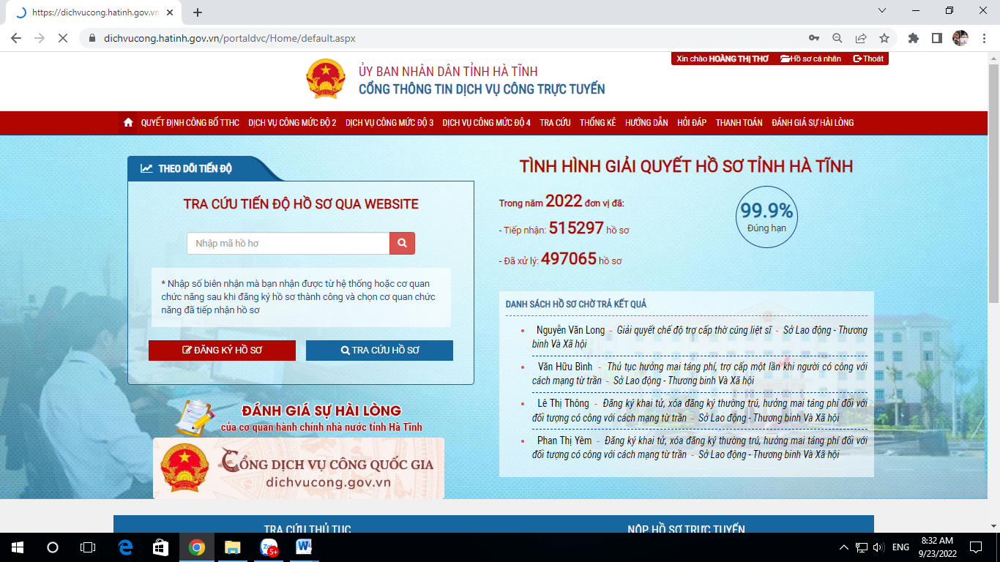 https://dichvucong.hatinh.gov.vn
dichvucong.hatinh.gov.vn/portaldvc/Home/default.aspx
Xin chào HOÀNG THỊ THƠ Hồ sơ cá nhân Thoát
ỦY BAN NHÂN DÂN TỈNH HÀ TĨNH
CỔNG THÔNG TIN DỊCH VỤ CÔNG TRỰC TUYẾN
QUYẾT ĐỊNH CÔNG BỐ TTHC DỊCH VỤ CÔNG MỨC ĐỘ 2 DỊCH VỤ CÔNG MỨC ĐỘ 3 DỊCH VỤ CÔNG MỨC ĐỘ 4 TRA CỨU THỐNG KÊ HƯỚNG DẪN HỎI ĐÁP THANH TOÁN ĐÁNH GIÁ SỰ HÀI LÒNG
THEO DÕI TIẾN ĐỘ
TRA CỨU TIẾN ĐỘ HỒ SƠ QUA WEBSITE
Nhập mã hồ hơ
* Nhập số biên nhận mà bạn nhận được từ hệ thống hoặc cơ quan
chức năng sau khi đăng ký hồ sơ thành công và chọn cơ quan chức
năng đã tiếp nhận hồ sơ
ĐĂNG KÝ HỒ SƠ TRA CỨU HỒ SƠ
ĐÁNH GIÁ SỰ HÀI LÒNG
của cơ quan hành chính nhà nước tỉnh Hà Tĩnh
CỔNG DỊCH VỤ CÔNG QUỐC GIA
dichvucong.gov.vn
TÌNH HÌNH GIẢI QUYẾT HỒ SƠ TỈNH HÀ TĨNH
Trong năm 2022 đơn vị đã:
- Tiếp nhận: 515297 hồ sơ
- Đã xử lý: 497065 hồ sơ
99.9%
Đúng hạn
DANH SÁCH HỒ SƠ CHỜ TRẢ KẾT QUẢ
Nguyễn Văn Long - Giải quyết chế độ trợ cấp thờ cúng liệt sĩ - Sở Lao động - Thương
binh Và Xã hội
Văn Hữu Bình - Thủ tục hưởng mai táng phí, trợ cấp một lần khi người có công với
cách mạng từ trần - Sở Lao động - Thương binh Và Xã hội
Lê Thị Thông - Đăng ký khai tử, xóa đăng ký thường trú, hưởng mai táng phí đối với
đối tượng có công với cách mạng từ trần - Sở Lao động - Thương binh Và Xã hội
Phan Thị Yêm - Đăng ký khai tử, xóa đăng ký thường trú, hưởng mai táng phí đối với
đối tượng có công với cách mạng từ trần - Sở Lao động - Thương binh Và Xã hội
TRA CỨU THỦ TỤC NỘP HỒ SƠ TRỰC TUYẾN
5+
ENG
8:32 AM
9/23/2022